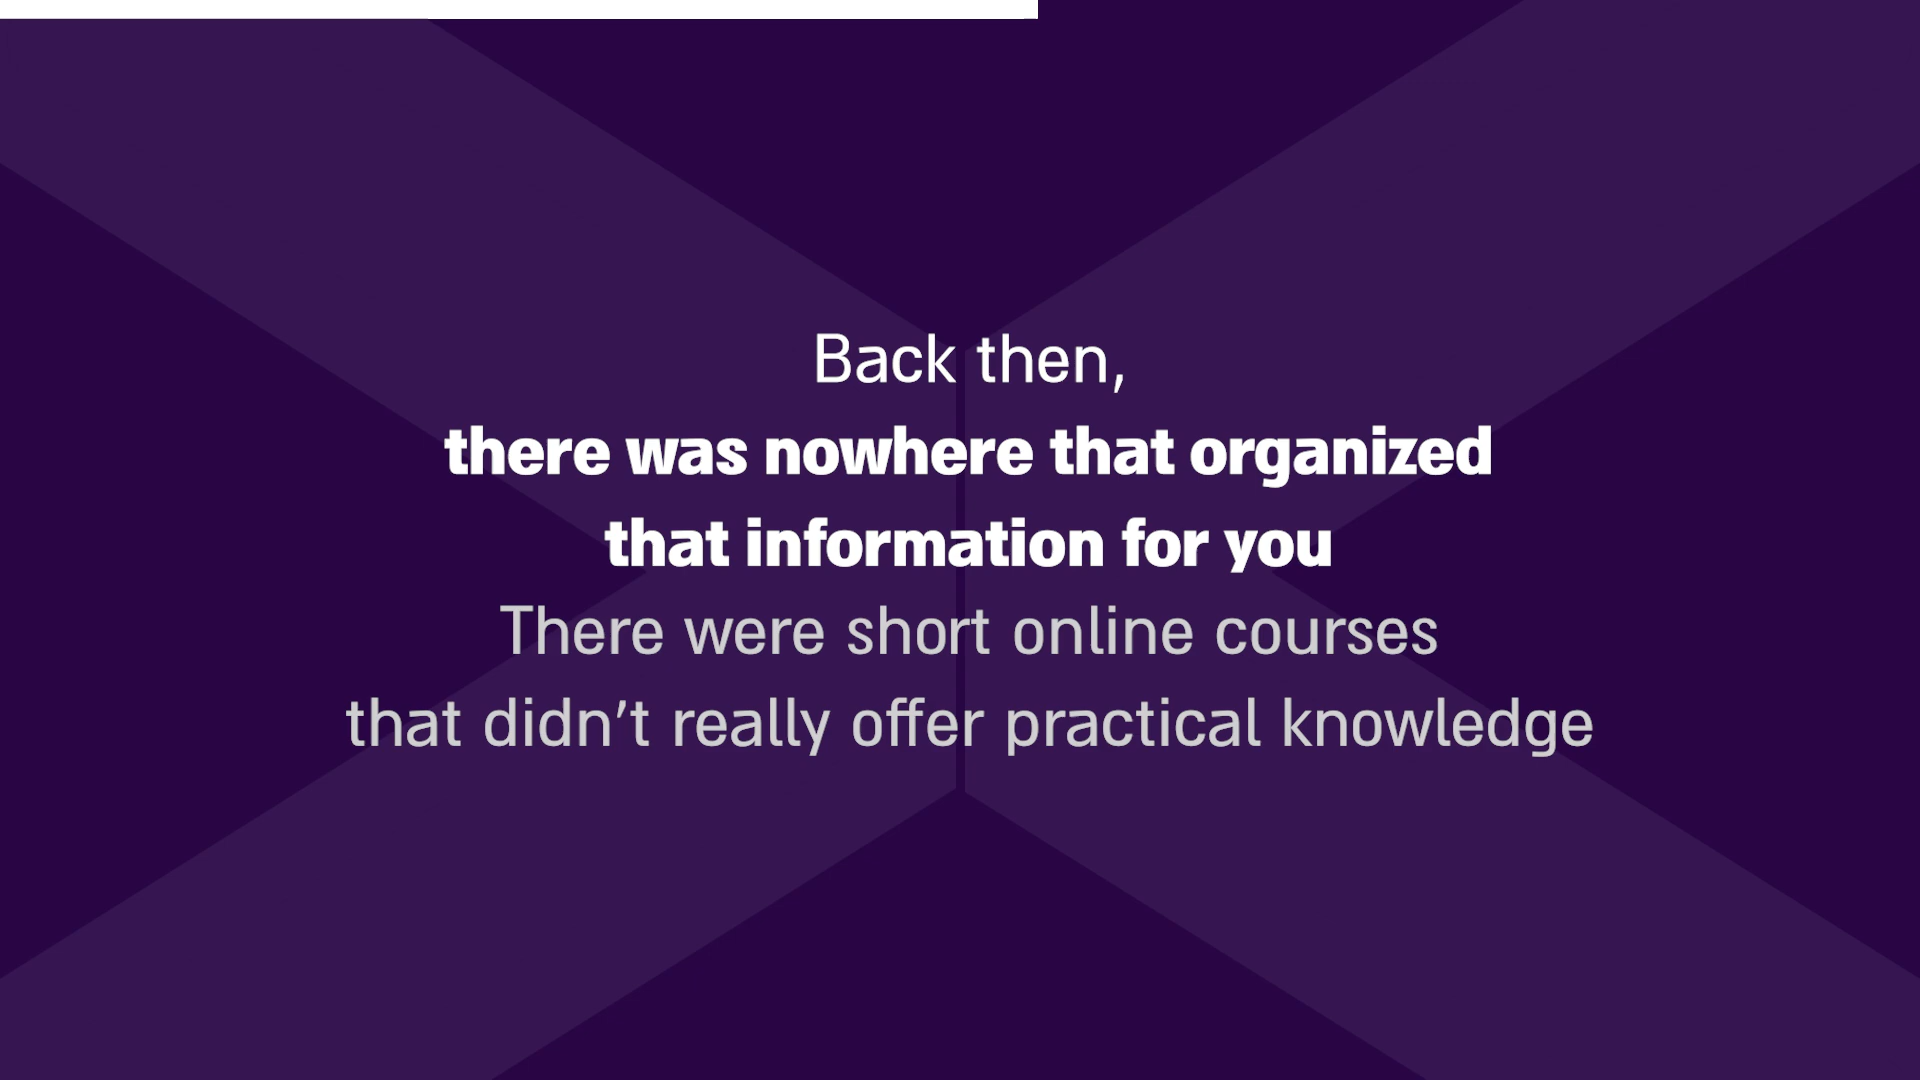 Back then,
there was nowhere that organized
that information for you
There were short online courses
that didn't really offer practical knowledge